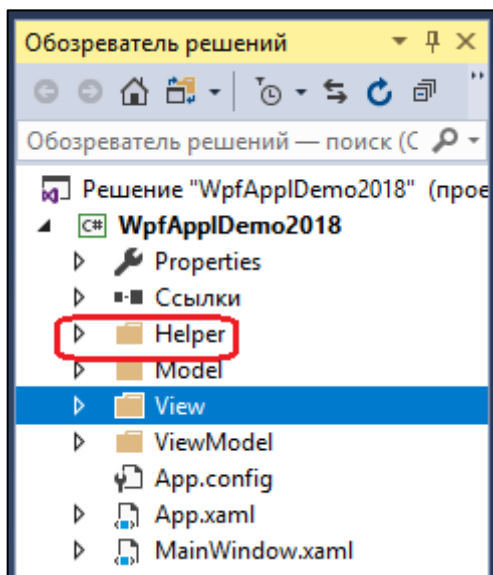 Обозреватель решений
Обозреватель решений — поиск (С
Решение "WpfApplDemo2018" (прое
C# WpfApplDemo2018
Properties
Ссылки
Helper
Model
View
ViewModel
App.config
App.xaml
MainWindow.xaml